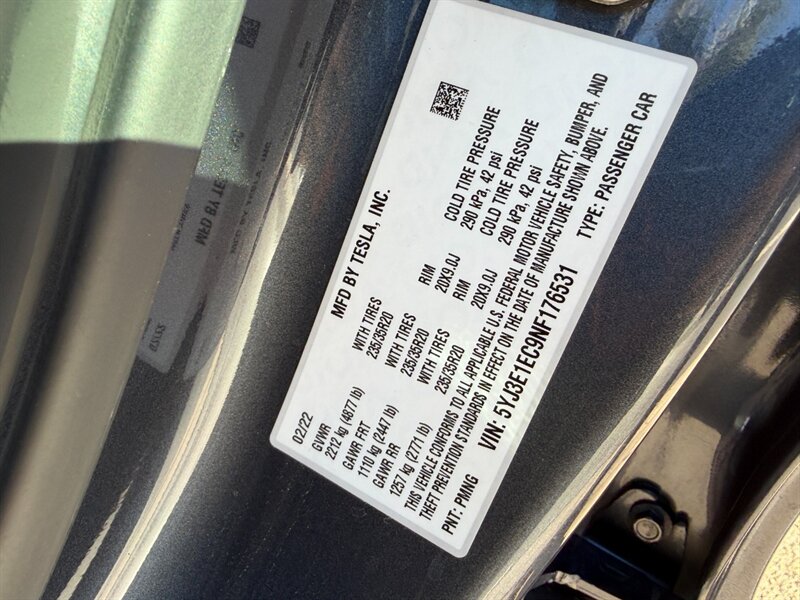 MFD BY TESLA, INC.
02/22
GVWR
2212 kg (4877 lb)
GAWR FRT
1110 kg (2447 lb)
GAWR RR
1257 kg (2771 lb)
WITH TIRES
235/35R20
WITH TIRES
235/35R20
WITH TIRES
235/35R20
RIM
20X9.0J
RIM
20X9.0J
COLD TIRE PRESSURE
290 kPa, 42 psi
COLD TIRE PRESSURE
290 kPa, 42 psi
THIS VEHICLE CONFORMS TO ALL APPLICABLE U.S. FEDERAL MOTOR VEHICLE SAFETY, BUMPER, AND
THEFT PREVENTION STANDARDS IN EFFECT ON THE DATE OF MANUFACTURE SHOWN ABOVE.
PNT: PMNG VIN: 5YJ3E1EC9NF176531 TYPE: PASSENGER CAR